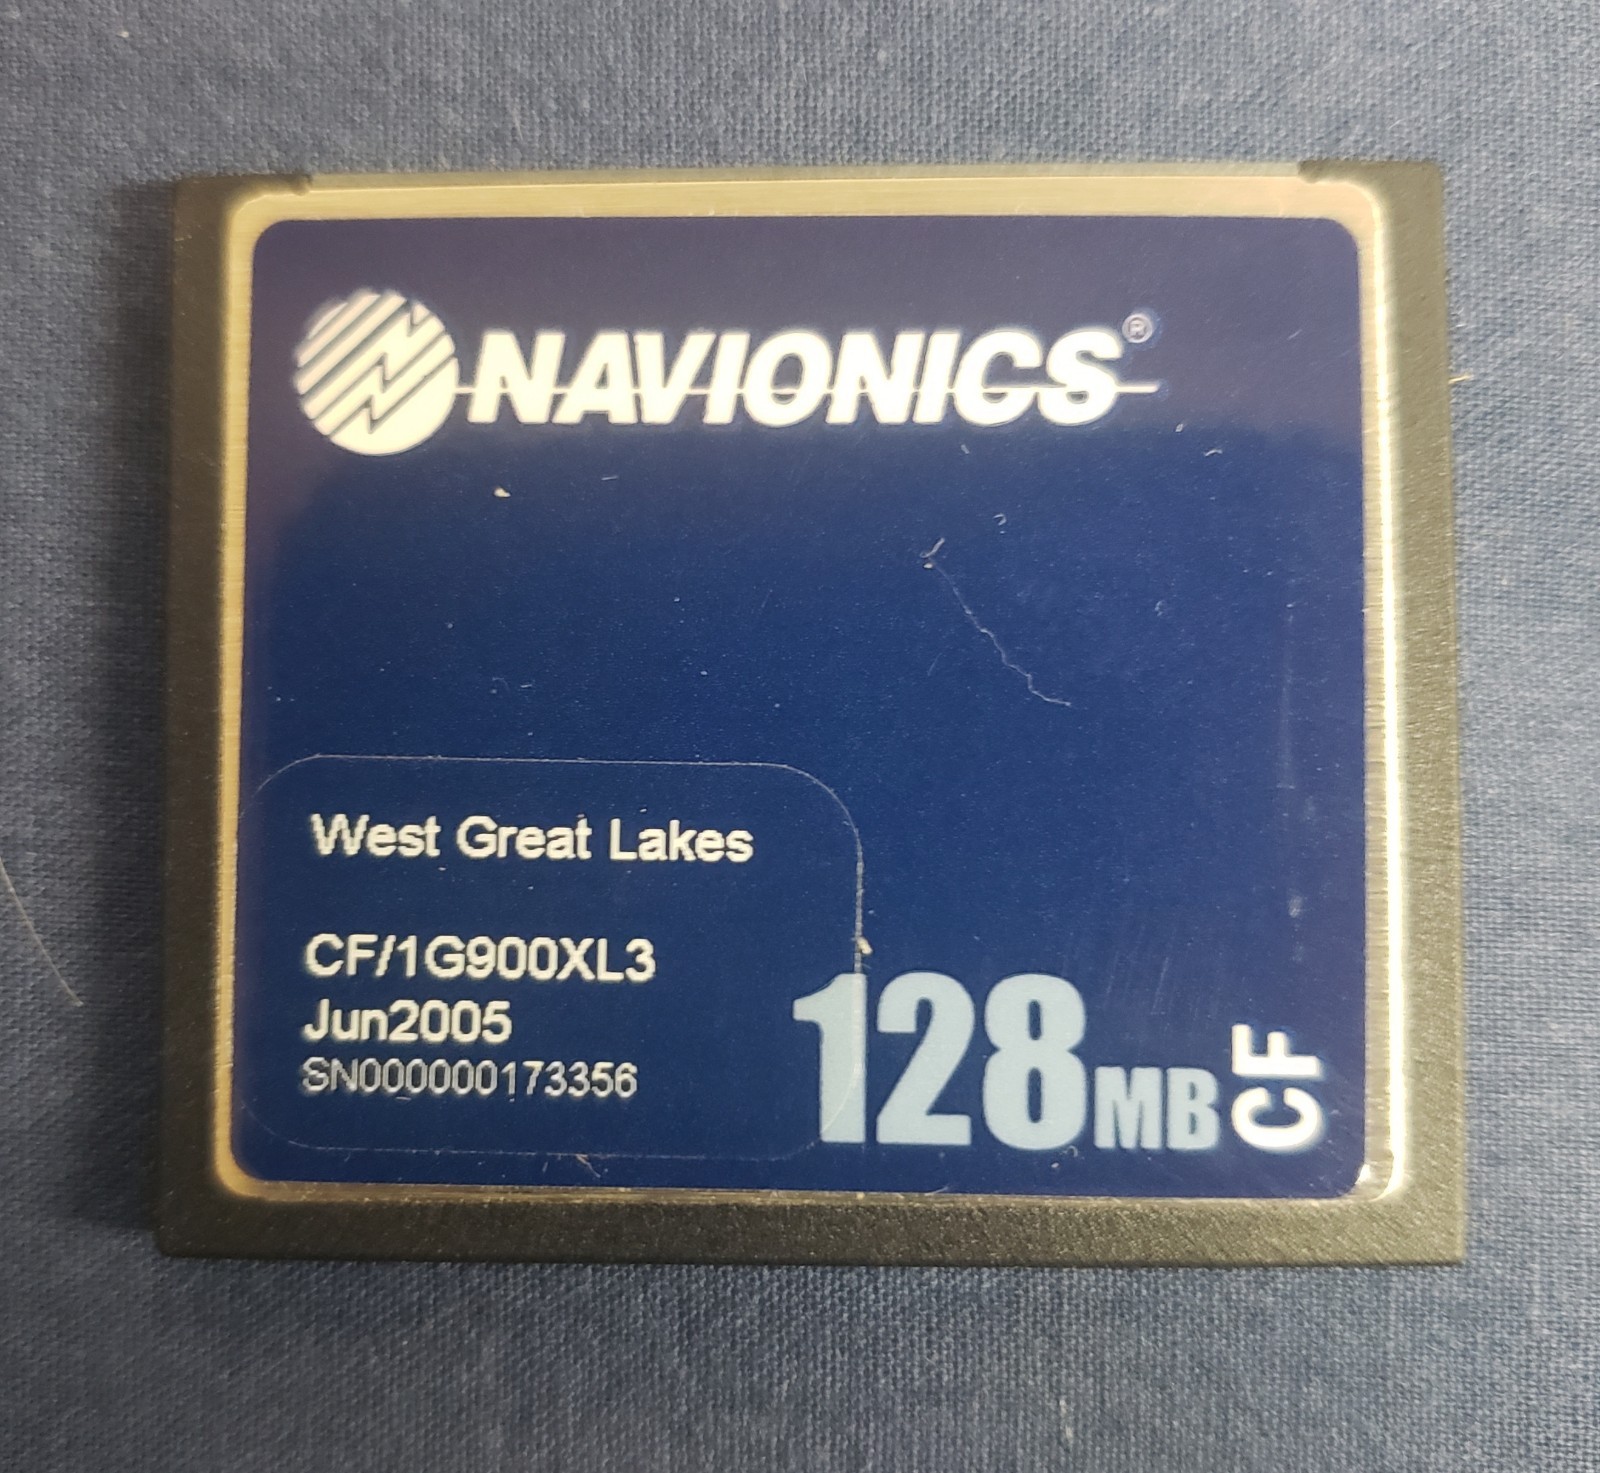 NAVIONICS®
West Great Lakes
CF/1G900XL3
Jun2005
SN000000173356
128MB CF